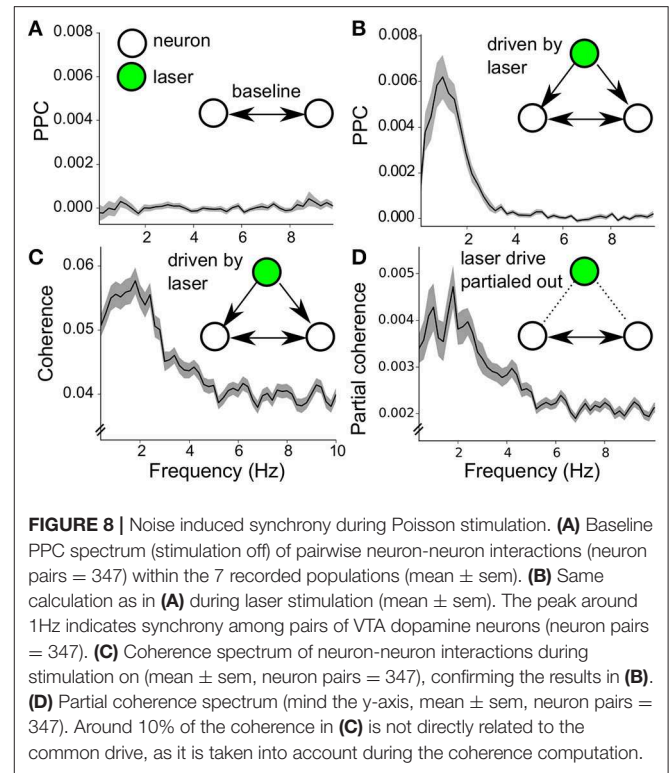 A
neuron
laser
baseline
PPC
0.008
0.006
0.004
0.002
0.000
2 4 6 8
B
driven by
laser
PPC
0.008
0.006
0.004
0.002
0.000
2 4 6 8
C
driven by
laser
Coherence
0.06
0.05
0.04
2 4 6 8 10
Frequency (Hz)
D
laser drive
partialed out
Partial coherence
0.005
0.004
0.003
0.002
2 4 6 8
Frequency (Hz)
FIGURE 8 | Noise induced synchrony during Poisson stimulation. (A) Baseline
PPC spectrum (stimulation off) of pairwise neuron-neuron interactions (neuron
pairs = 347) within the 7 recorded populations (mean ± sem). (B) Same
calculation as in (A) during laser stimulation (mean ± sem). The peak around
1Hz indicates synchrony among pairs of VTA dopamine neurons (neuron pairs
= 347). (C) Coherence spectrum of neuron-neuron interactions during
stimulation on (mean ± sem, neuron pairs = 347), confirming the results in (B).
(D) Partial coherence spectrum (mind the y-axis, mean ± sem, neuron pairs =
347). Around 10% of the coherence in (C) is not directly related to the
common drive, as it is taken into account during the coherence computation.